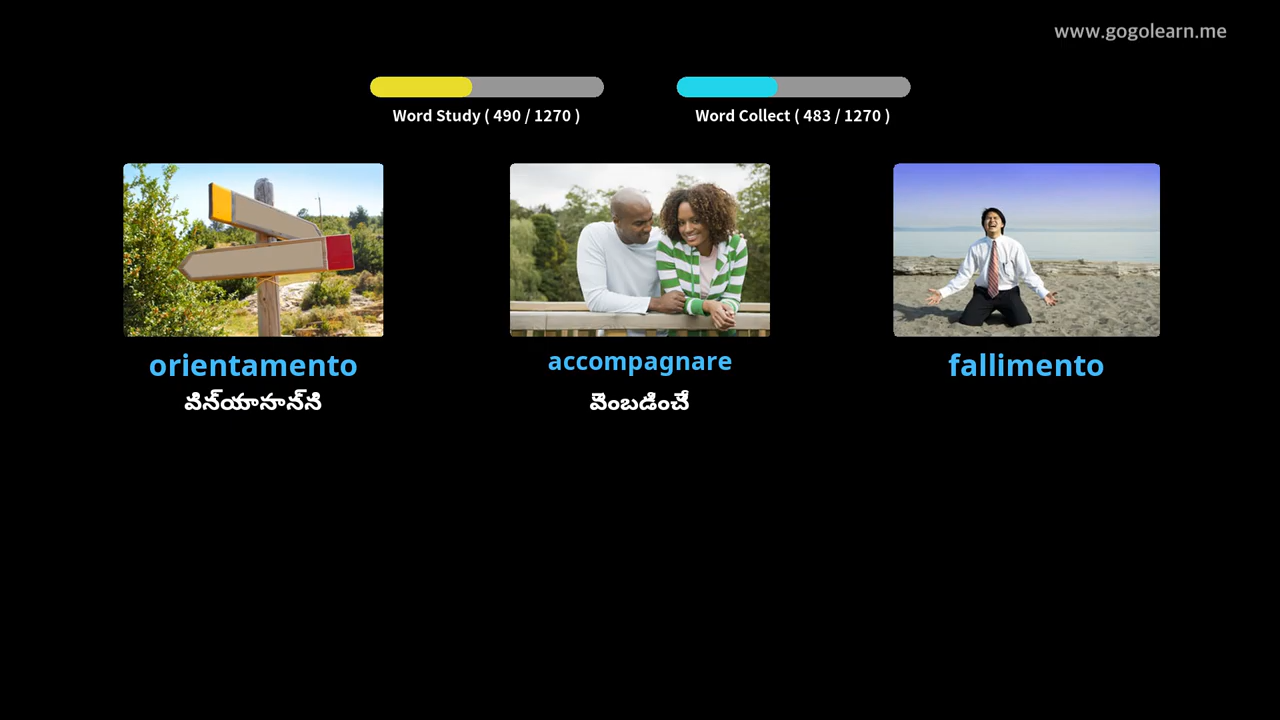 www.gogolearn.me
Word Study ( 490 / 1270 )
Word Collect ( 483 / 1270 )
orientamento
accompagnare
fallimento
విన్‌యాసాన్‌ని
వెంబడించే